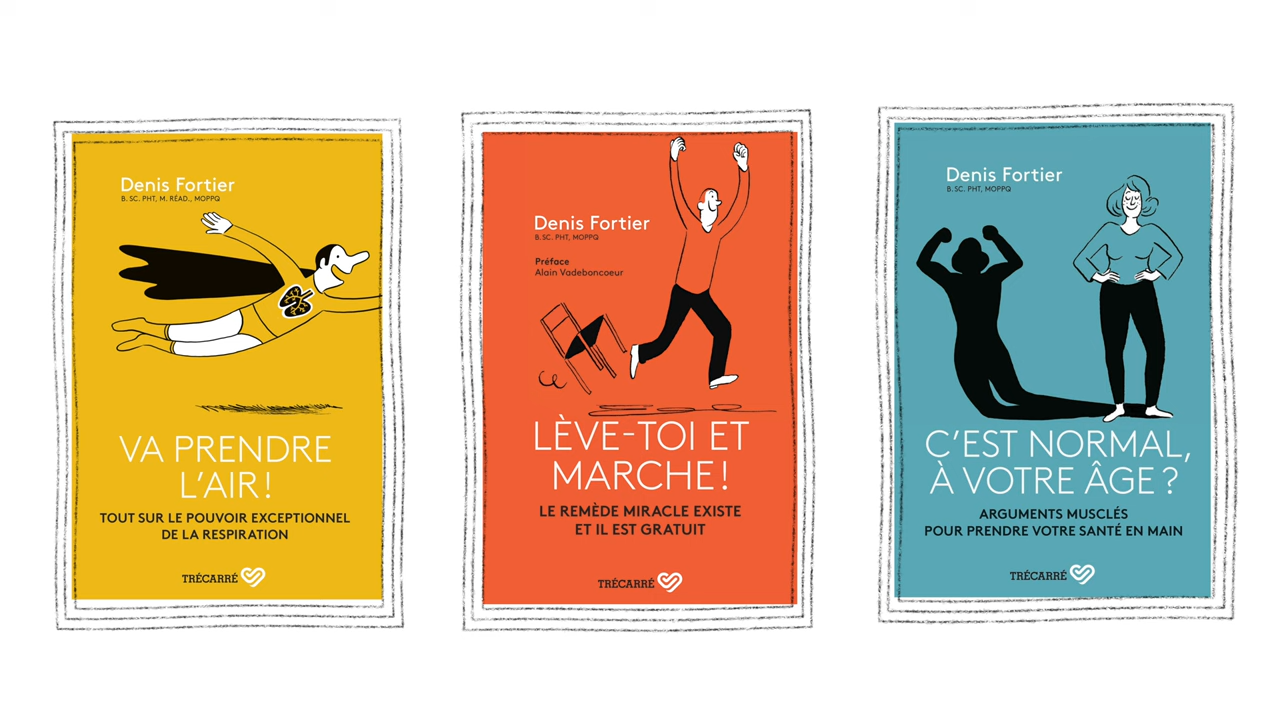 Denis Fortier
B. SC. PHT, M. RÉAD., MOPPQ
VA PRENDRE
L'AIR !
TOUT SUR LE POUVOIR EXCEPTIONNEL
DE LA RESPIRATION
TRÉCARRÉ
Denis Fortier
B.SC. PHT, MOPPQ
Préface
Alain Vadeboncoeur
LÈVE-TOI ET
MARCHE !
LE REMÈDE MIRACLE EXISTE
ET IL EST GRATUIT
TRÉCARRÉ
Denis Fortier
B.SC. PHT, MOPPQ
C'EST NORMAL,
À VOTRE ÂGE ?
ARGUMENTS MUSCLÉS
POUR PRENDRE VOTRE SANTÉ EN MAIN
TRÉCARRÉ